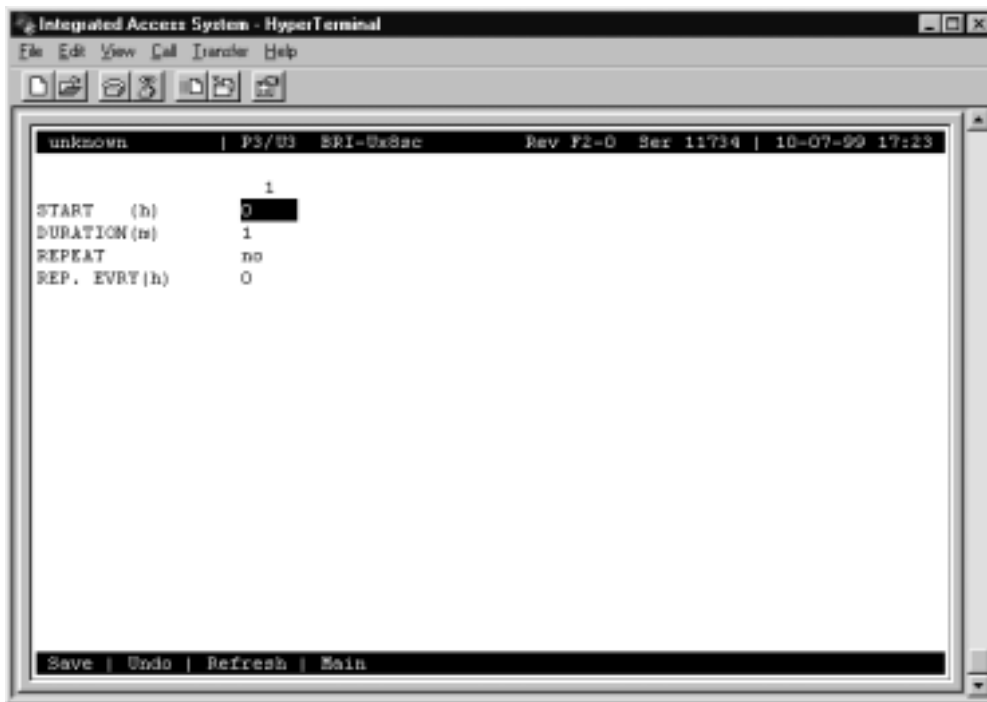 Integrated Access System - HyperTerminal
File Edit View Call Transfer Help
unknown | P3/U3 BRI-Ux8sc Rev F2-0 Ser 11734 | 10-07-99 17:23
1
START (h) 0
DURATION(m) 1
REPEAT no
REP. EVRY(h) 0
Save | Undo | Refresh | Main